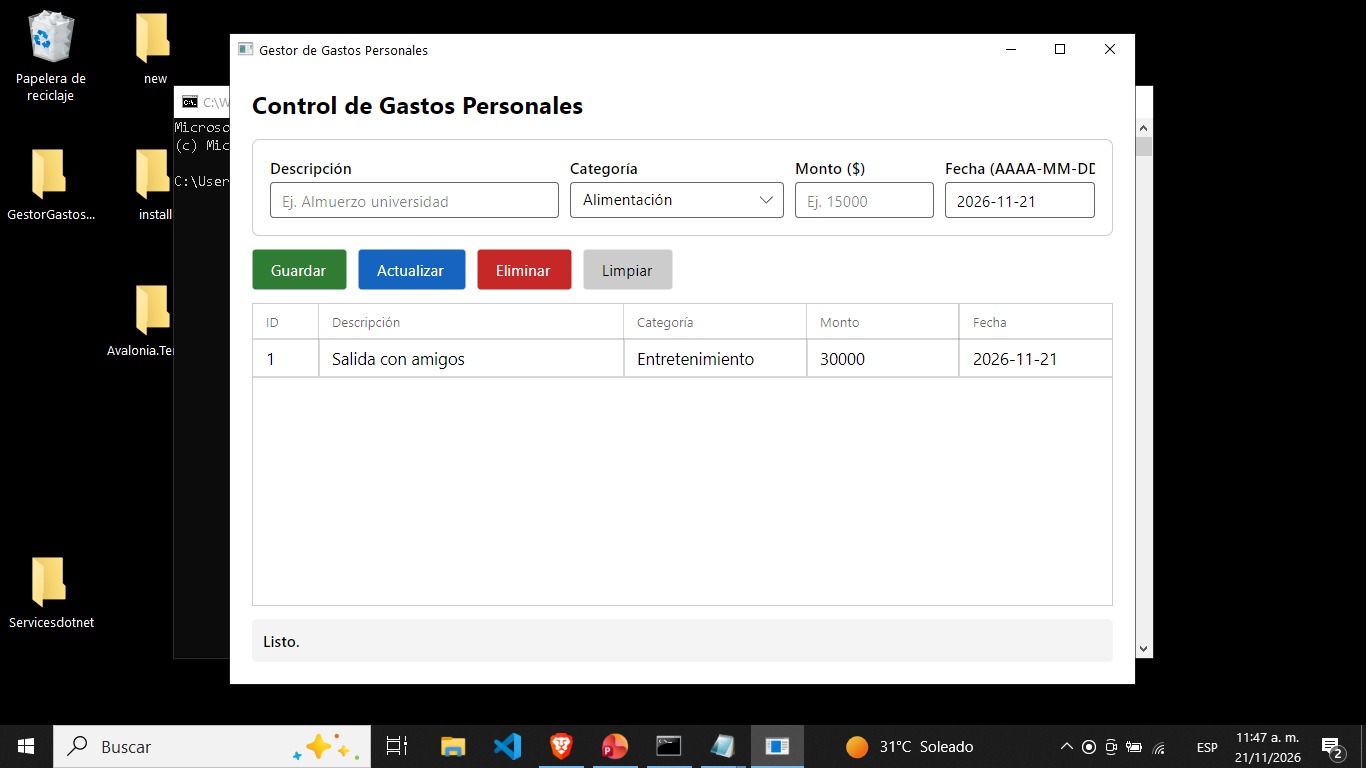 Papelera de
reciclaje
new
GestorGastos...
install
Avalonia.Te
Servicesdotnet
C:\W
Microso
(c) Mic
C:\User
Gestor de Gastos Personales
Control de Gastos Personales
Descripción Categoría Monto ($) Fecha (AAAA-MM-DD
Ej. Almuerzo universidad Alimentación Ej. 15000 2026-11-21
Guardar Actualizar Eliminar Limpiar
ID Descripción Categoría Monto Fecha
1 Salida con amigos Entretenimiento 30000 2026-11-21
Listo.
Buscar
31°C Soleado
ESP
11:47 a. m.
21/11/2026
2